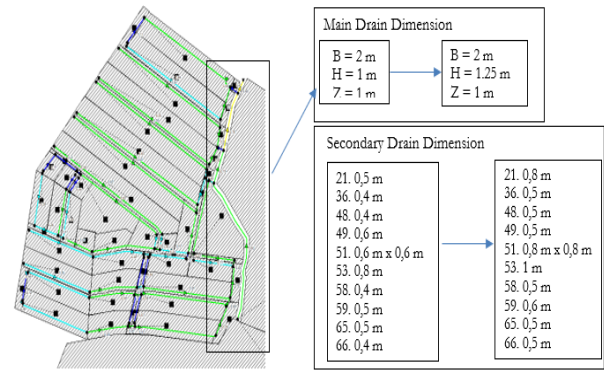 Main Drain Dimension
B = 2 m
H = 1 m
Z = 1 m
B = 2 m
H = 1.25 m
Z = 1 m
Secondary Drain Dimension
21. 0,5 m
36. 0,4 m
48. 0,4 m
49. 0,6 m
51. 0,6 m x 0,6 m
53. 0,8 m
58. 0,4 m
59. 0,5 m
65. 0,5 m
66. 0,4 m
21. 0,8 m
36. 0,5 m
48. 0,5 m
49. 0,5 m
51. 0,8 m x 0,8 m
53. 1 m
58. 0,5 m
59. 0,6 m
65. 0,5 m
66. 0,5 m